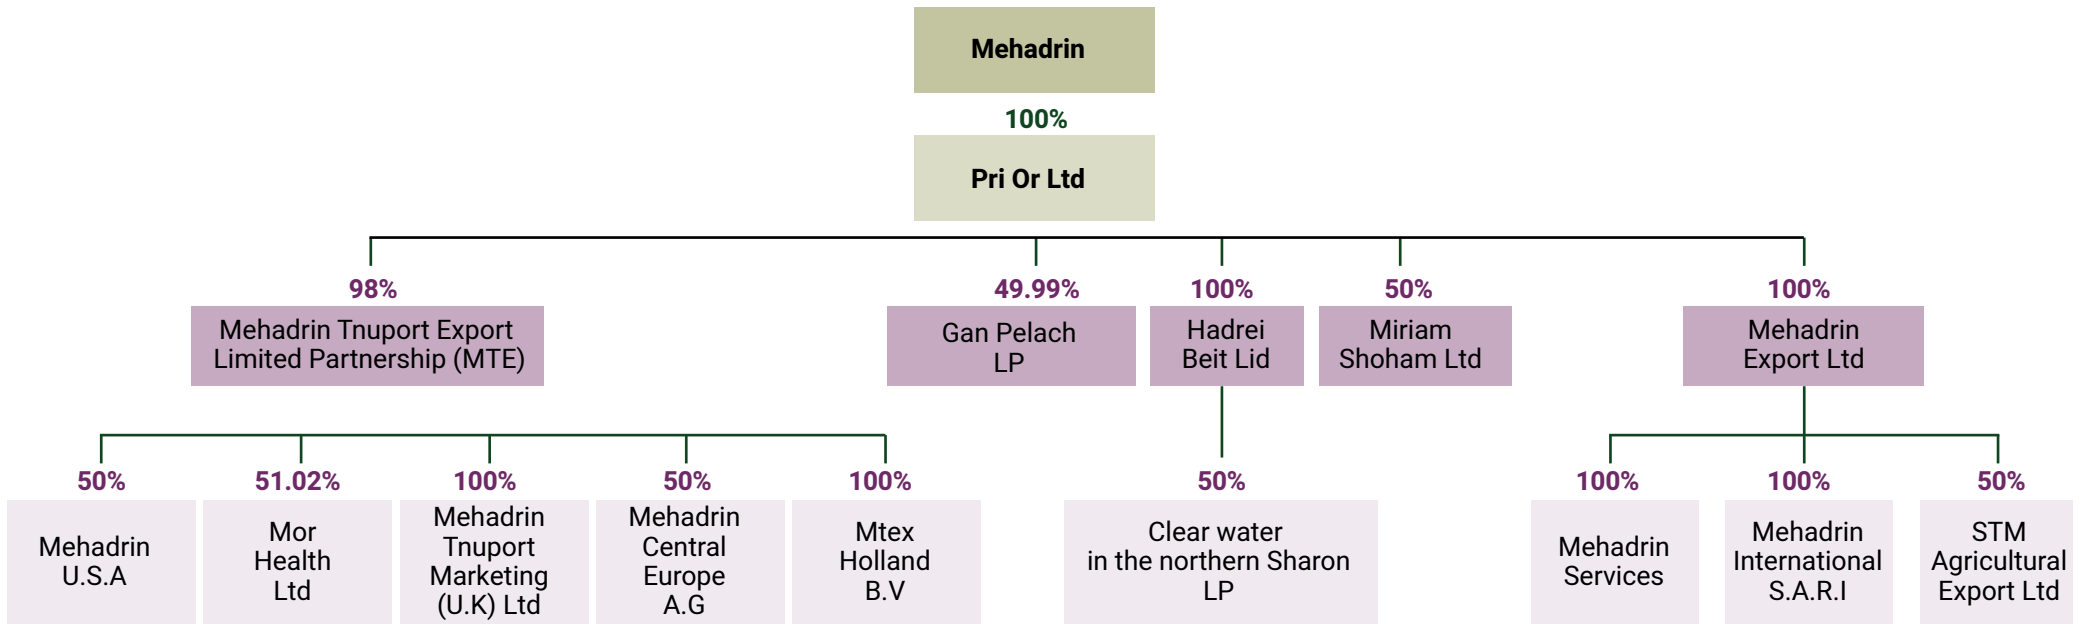 Mehadrin
100%
Pri Or Ltd
98%
49.99%
100%
50%
100%
Mehadrin Tnuport Export
Limited Partnership (MTE)
Gan Pelach
LP
Hadrei
Beit Lid
Miriam
Shoham Ltd
Mehadrin
Export Ltd
50%
51.02%
100%
50%
100%
50%
100%
100%
50%
Mehadrin
U.S.A
Mor
Health
Ltd
Mehadrin
Tnuport
Marketing
(U.K) Ltd
Mehadrin
Central
Europe
A.G
Mtex
Holland
B.V
Clear water
in the northern Sharon
LP
Mehadrin
Services
Mehadrin
International
S.A.R.I
STM
Agricultural
Export Ltd